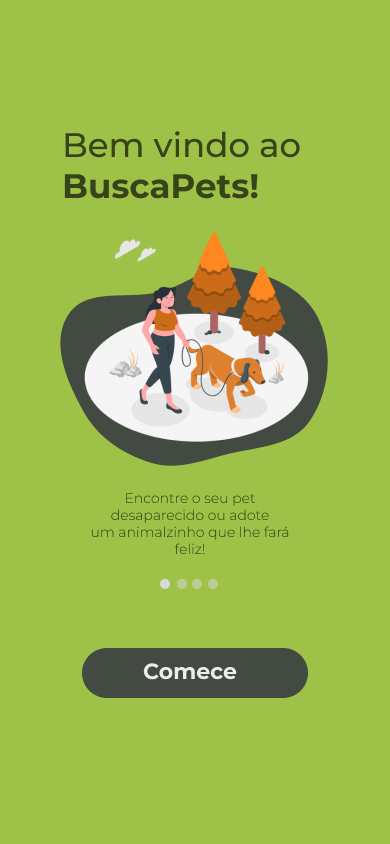 Bem vindo ao
BuscaPets!
Encontre o seu pet
desaparecido ou adote
um animalzinho que lhe fará
feliz!
Comece